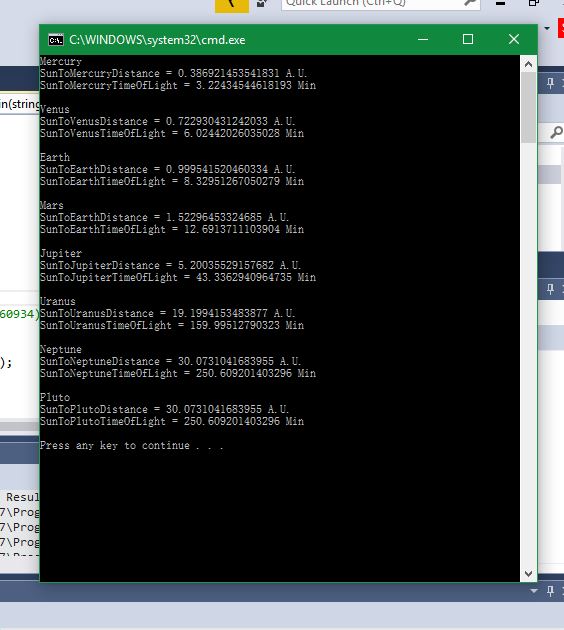 Quick Launch (Ctrl+Q)
C:\WINDOWS\system32\cmd.exe
in(string
60934)
);
Resul
7\Prog
7\Prog
7\Prog
7\Prog
Mercury
SunToMercuryDistance = 0.386921453541831 A.U.
SunToMercuryTimeOfLight = 3.22434544618193 Min
Venus
SunToVenusDistance = 0.722930431242033 A.U.
SunToVenusTimeOfLight = 6.02442026035028 Min
Earth
SunToEarthDistance = 0.999541520460334 A.U.
SunToEarthTimeOfLight = 8.32951267050279 Min
Mars
SunToEarthDistance = 1.52296453324685 A.U.
SunToEarthTimeOfLight = 12.6913711103904 Min
Jupiter
SunToJupiterDistance = 5.20035529157682 A.U.
SunToJupiterTimeOfLight = 43.3362940964735 Min
Uranus
SunToUranusDistance = 19.1994153483877 A.U.
SunToUranusTimeOfLight = 159.99512790323 Min
Neptune
SunToNeptuneDistance = 30.0731041683955 A.U.
SunToNeptuneTimeOfLight = 250.609201403296 Min
Pluto
SunToPlutoDistance = 30.0731041683955 A.U.
SunToPlutoTimeOfLight = 250.609201403296 Min
Press any key to continue . . .